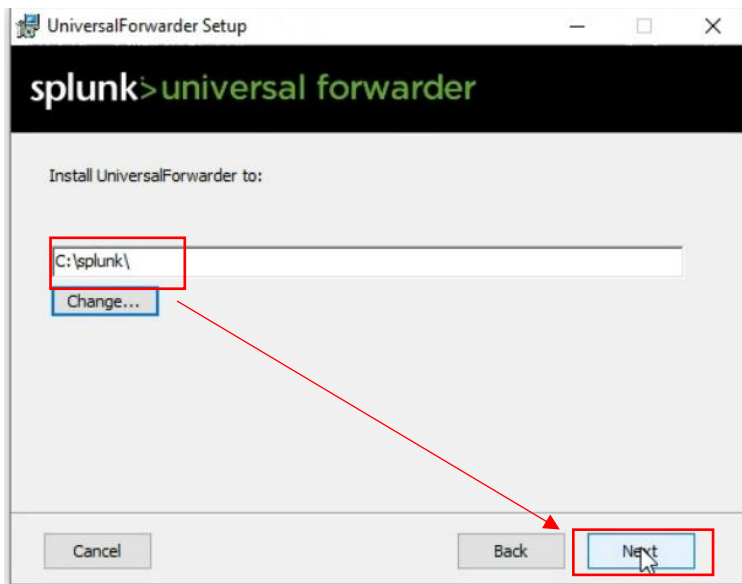 UniversalForwarder Setup
splunk>universal forwarder
Install UniversalForwarder to:
C:\splunk\
Change...
Cancel
Back
Next